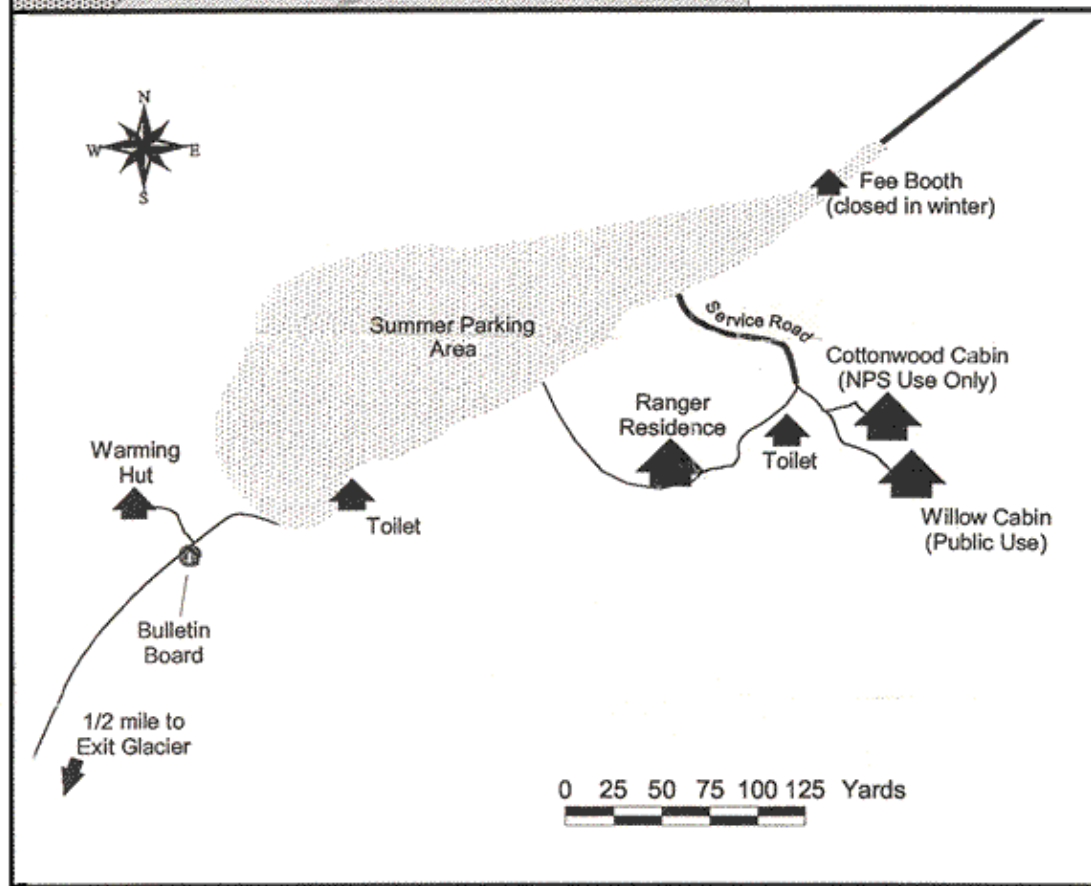 N
W E
S
Fee Booth
(closed in winter)
Service Road
Summer Parking
Area
Cottonwood Cabin
(NPS Use Only)
Ranger
Residence
Toilet
Warming
Hut
Toilet
Willow Cabin
(Public Use)
Bulletin
Board
1/2 mile to
Exit Glacier
0 25 50 75 100 125 Yards